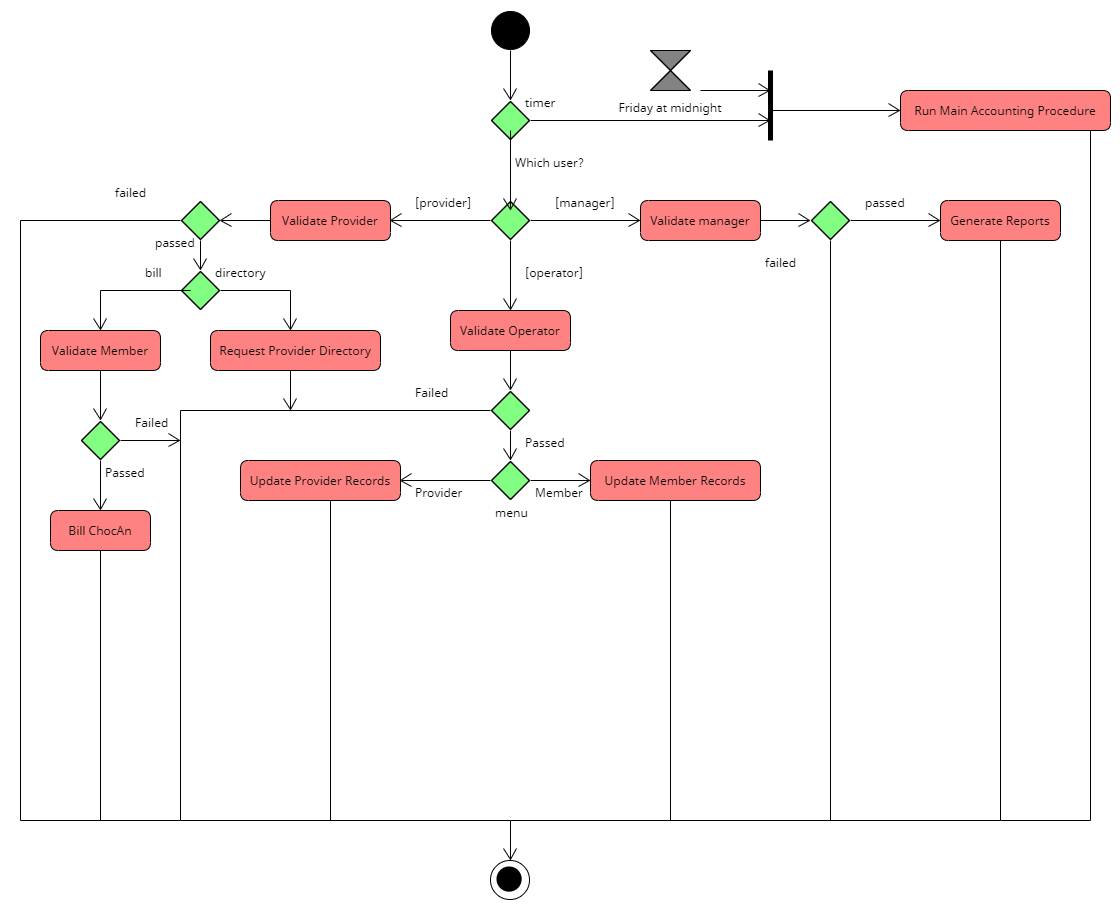 timer
Friday at midnight
Run Main Accounting Procedure
Which user?
failed
[provider]
[manager]
passed
Validate Provider
Validate manager
Generate Reports
passed
failed
bill
directory
[operator]
Validate Member
Request Provider Directory
Validate Operator
Failed
Failed
Passed
Passed
Update Provider Records
Update Member Records
Provider
Member
menu
Bill ChocAn